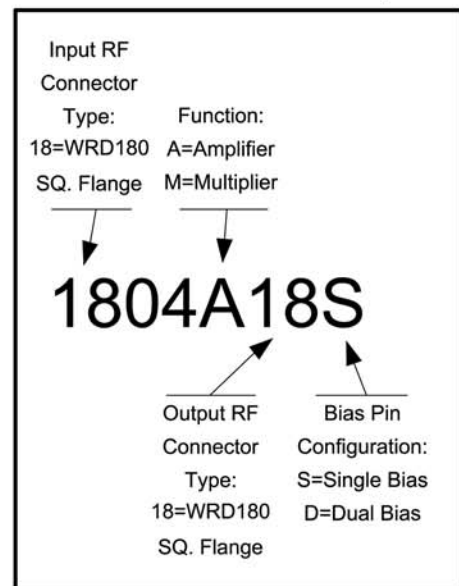 Input RF
Connector
Type:
18=WRD180
SQ. Flange
Function:
A=Amplifier
M=Multiplier
1804A18S
Output RF
Connector
Type:
18=WRD180
SQ. Flange
Bias Pin
Configuration:
S=Single Bias
D=Dual Bias